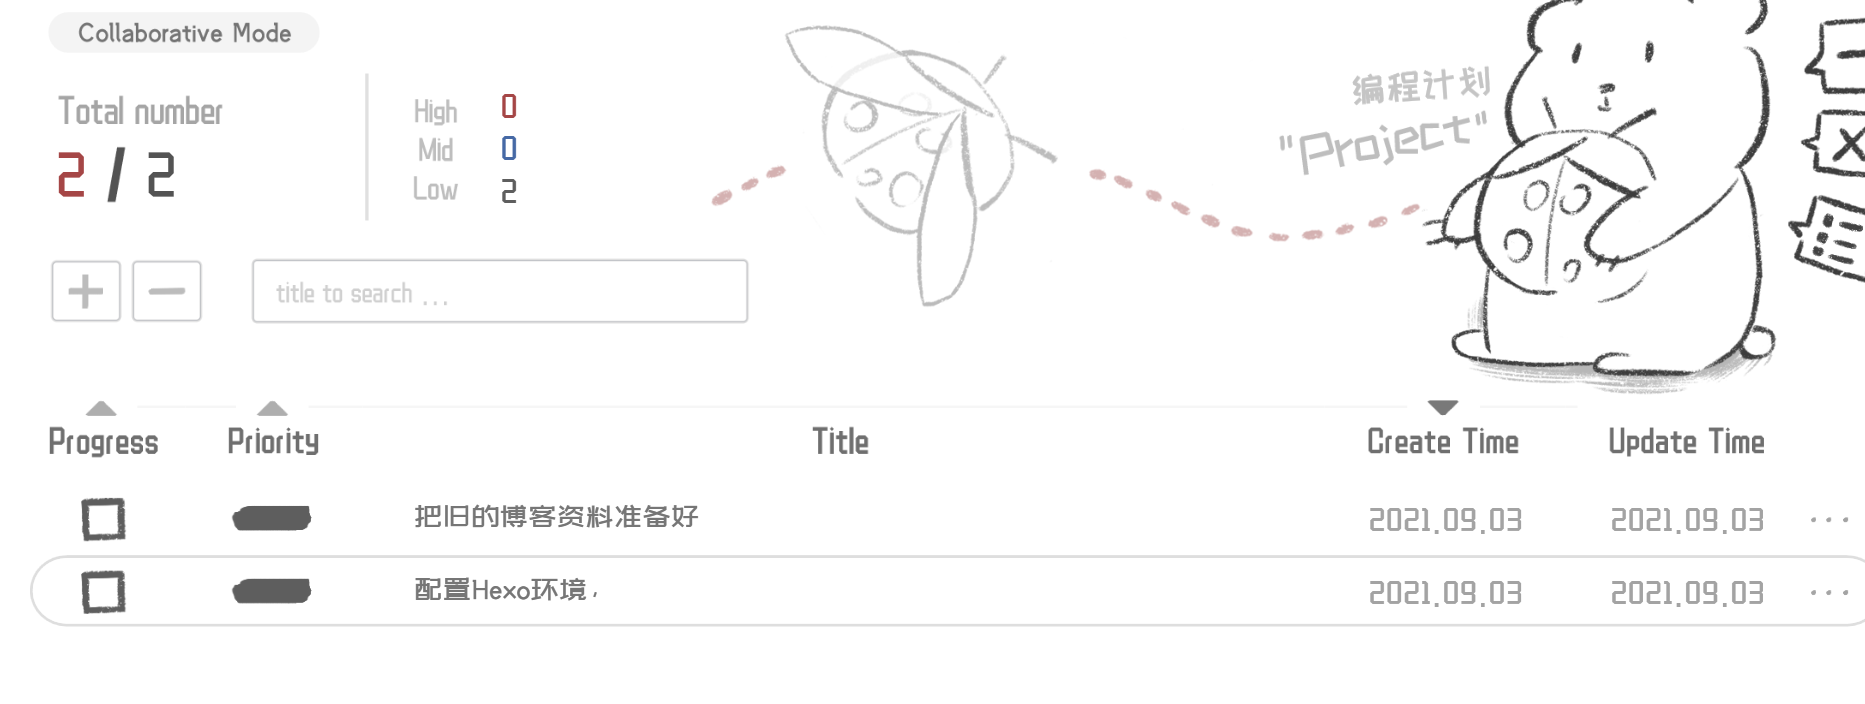 Collaborative Mode
Total number
2 / 2
High 0
Mid 0
Low 2
编程计划
"Project"
title to search ...
Progress Priority Title Create Time Update Time
把旧的博客资料准备好 2021.09.03 2021.09.03 ...
配置Hexo环境, 2021.09.03 2021.09.03 ...